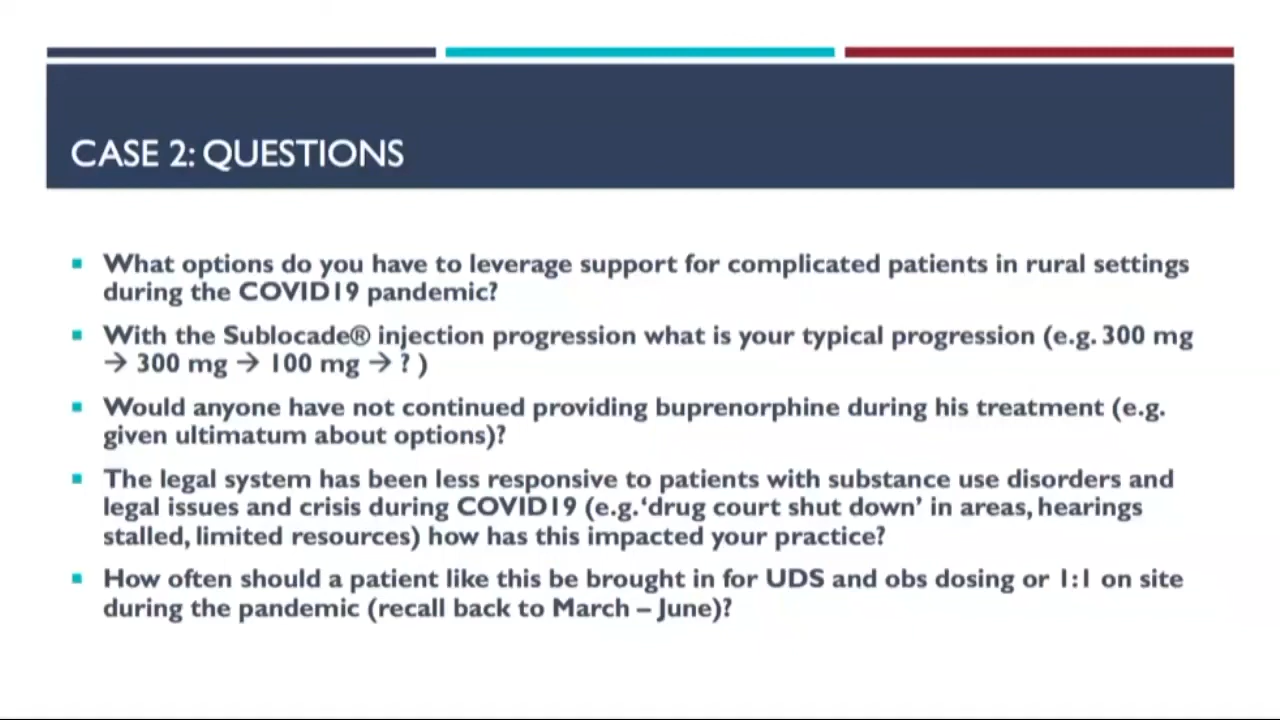 CASE 2: QUESTIONS
What options do you have to leverage support for complicated patients in rural settings
during the COVID19 pandemic?
With the Sublocade® injection progression what is your typical progression (e.g. 300 mg
→ 300 mg → 100 mg → ? )
Would anyone have not continued providing buprenorphine during his treatment (e.g.
given ultimatum about options)?
The legal system has been less responsive to patients with substance use disorders and
legal issues and crisis during COVID19 (e.g.‘drug court shut down’ in areas, hearings
stalled, limited resources) how has this impacted your practice?
How often should a patient like this be brought in for UDS and obs dosing or 1:1 on site
during the pandemic (recall back to March – June)?